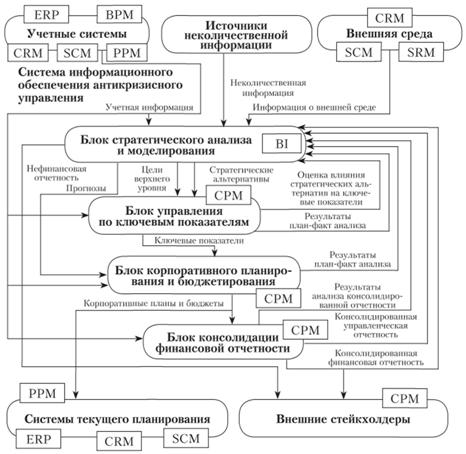 ERP
BPM
Учетные системы
CRM
SCM
PPM
Источники
неколичественной
информации
CRM
Внешняя среда
SCM
SRM
Система информационного
обеспечения антикризисного
управления
Неколичественная
информация
Учетная информация
Информация о внешней среде
Блок стратегического анализа
и моделирования
BI
Нефинансовая
отчетность
Прогнозы
Цели
верхнего
уровня
Стратегические
альтернативы
CPM
Оценка влияния
стратегических аль-
тернатив на ключе-
вые показатели
Блок управления
по ключевым показателям
Результаты
план-факт анализа
Ключевые показатели
Блок корпоративного планиро-
вания и бюджетирования
Результаты
план-факт анализа
CPM
Результаты
анализа консолидиро-
ванной отчетности
Корпоративные планы и бюджеты
CPM
Консолидированная
управленческая
отчетность
Блок консолидации
финансовой отчетности
Консолидированная
финансовая отчетность
PPM
Системы текущего планирования
ERP
CRM
SCM
CPM
Внешние стейкхолдеры